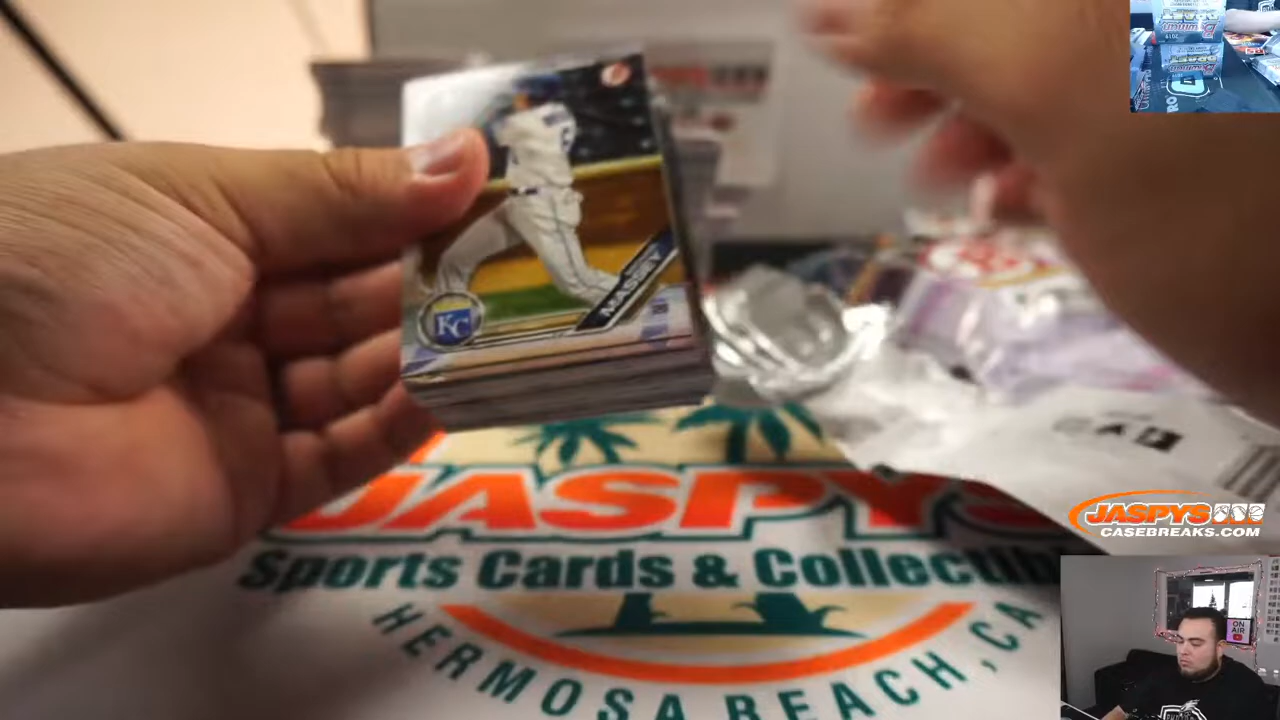 MASSEY
KC
JASPYS
Sports Cards & Collectib
HERMOSA BEACH, CA
JASPYS
CASEBREAKS.COM
ON
AIR